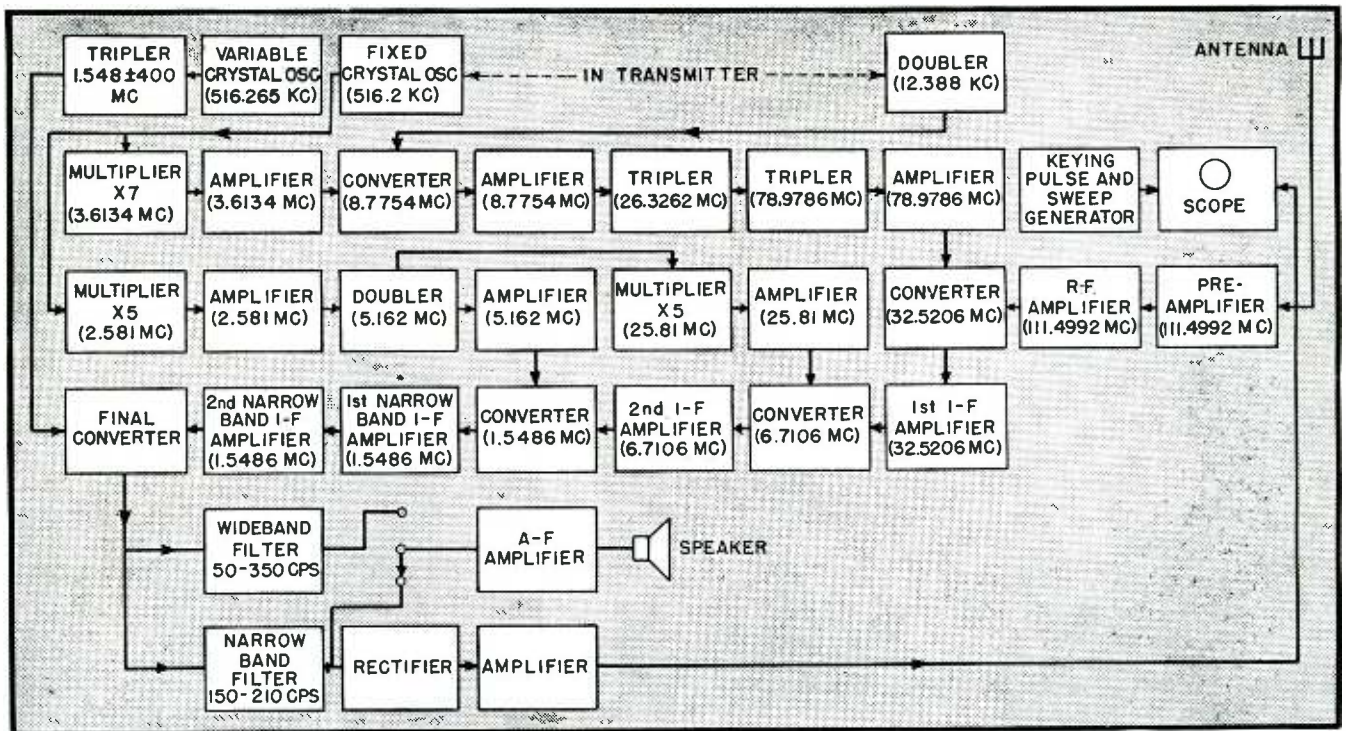 TRIPLER
1.548±400
MC
VARIABLE
CRYSTAL OSC
(516.265 KC)
FIXED
CRYSTAL OSC
(516.2 KC)
IN TRANSMITTER
DOUBLER
(12.388 KC)
ANTENNA
MULTIPLIER
X7
(3.6134 MC)
AMPLIFIER
(3.6134 MC)
CONVERTER
(8.7754 MC)
AMPLIFIER
(8.7754 MC)
TRIPLER
(26.3262 MC)
TRIPLER
(78.9786 MC)
AMPLIFIER
(78.9786 MC)
KEYING
PULSE AND
SWEEP
GENERATOR
SCOPE
MULTIPLIER
X5
(2.581 MC)
AMPLIFIER
(2.581 MC)
DOUBLER
(5.162 MC)
AMPLIFIER
(5.162 MC)
MULTIPLIER
X5
(25.81 MC)
AMPLIFIER
(25.81 MC)
CONVERTER
(32.5206 MC)
R-F
AMPLIFIER
(111.4992 MC)
PRE-
AMPLIFIER
(111.4992 MC)
FINAL
CONVERTER
2nd NARROW
BAND I-F
AMPLIFIER
(1.5486 MC)
1st NARROW
BAND I-F
AMPLIFIER
(1.5486 MC)
CONVERTER
(1.5486 MC)
2nd I-F
AMPLIFIER
(6.7106 MC)
CONVERTER
(6.7106 MC)
1st I-F
AMPLIFIER
(32.5206 MC)
WIDEBAND
FILTER
50-350 CPS
A-F
AMPLIFIER
SPEAKER
NARROW
BAND
FILTER
150-210 CPS
RECTIFIER
AMPLIFIER